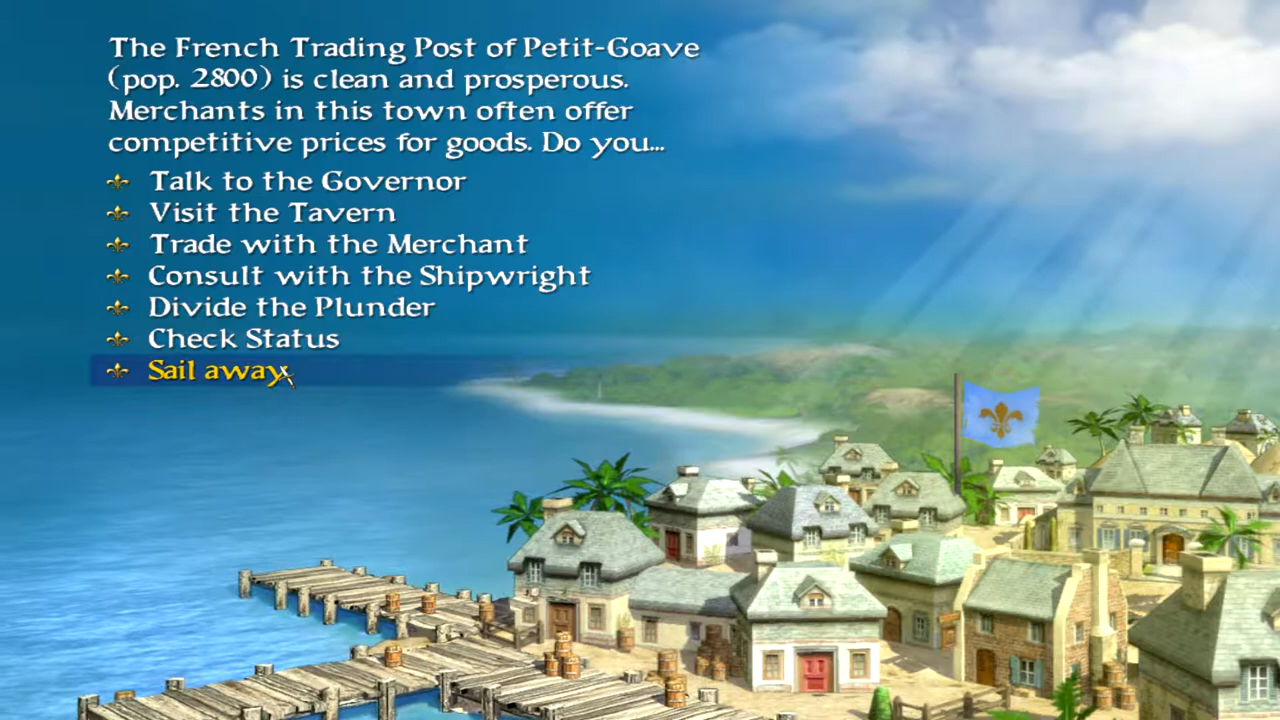 The French Trading Post of Petit-Goave
(pop. 2800) is clean and prosperous.
Merchants in this town often offer
competitive prices for goods. Do you...
Talk to the Governor
Visit the Tavern
Trade with the Merchant
Consult with the Shipwright
Divide the Plunder
Check Status
Sail away